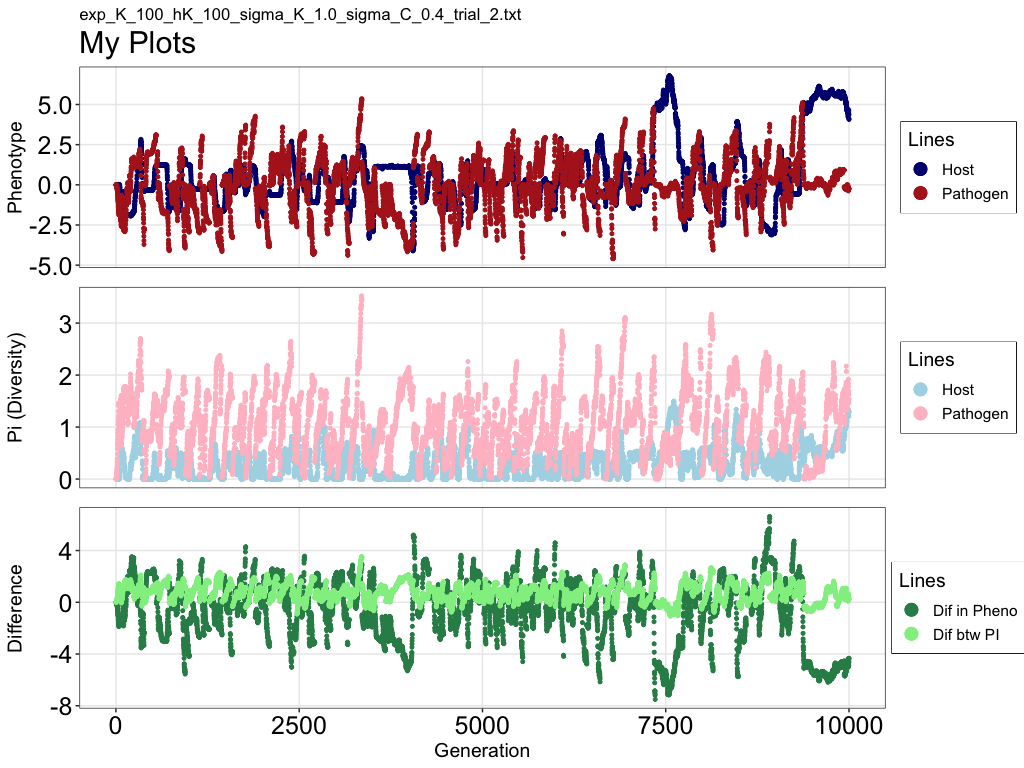 exp_K_100_hK_100_sigma_K_1.0_sigma_C_0.4_trial_2.txt
My Plots
Phenotype
5.0
2.5
0.0
-2.5
-5.0
Lines
Host
Pathogen
Pi (Diversity)
3
2
1
0
Lines
Host
Pathogen
Difference
4
0
-4
-8
Lines
Dif in Pheno
Dif btw PI
0 2500 5000 7500 10000
Generation